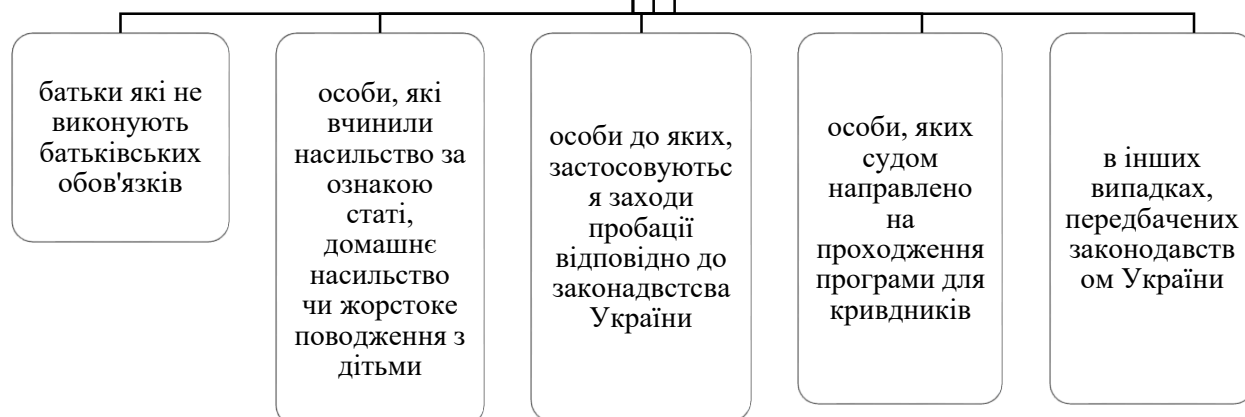 батьки які не
виконують
батьківських
обов'язків
особи, які
вчинили
насильство за
ознакою
статі,
домашнє
насильство
чи жорстоке
поводження з
дітьми
особи до яких,
застосовуютьс
я заходи
пробації
відповідно до
законадвстсва
України
особи, яких
судом
направлено
на
проходження
програми для
кривдників
в інших
випадках,
передбачених
законодавств
ом України